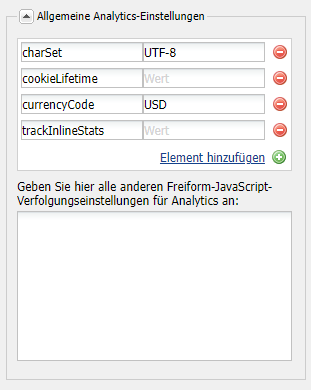 Allgemeine Analytics-Einstellungen
charSet UTF-8
cookieLifetime Wert
currencyCode USD
trackInlineStats Wert
Element hinzufügen
Geben Sie hier alle anderen Freiform-JavaScript-
Verfolgungseinstellungen für Analytics an: